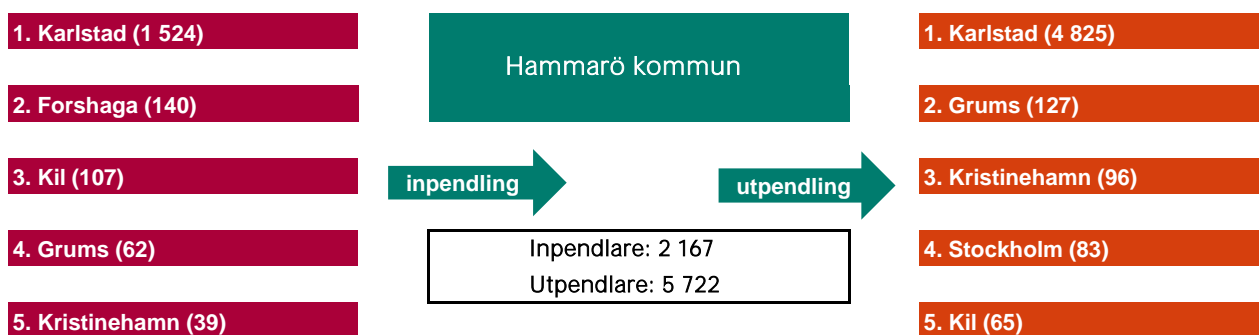 1. Karlstad (1 524)
2. Forshaga (140)
3. Kil (107)
4. Grums (62)
5. Kristinehamn (39)
Hammarö kommun
inpendling
utpendling
Inpendlare: 2 167
Utpendlare: 5 722
1. Karlstad (4 825)
2. Grums (127)
3. Kristinehamn (96)
4. Stockholm (83)
5. Kil (65)